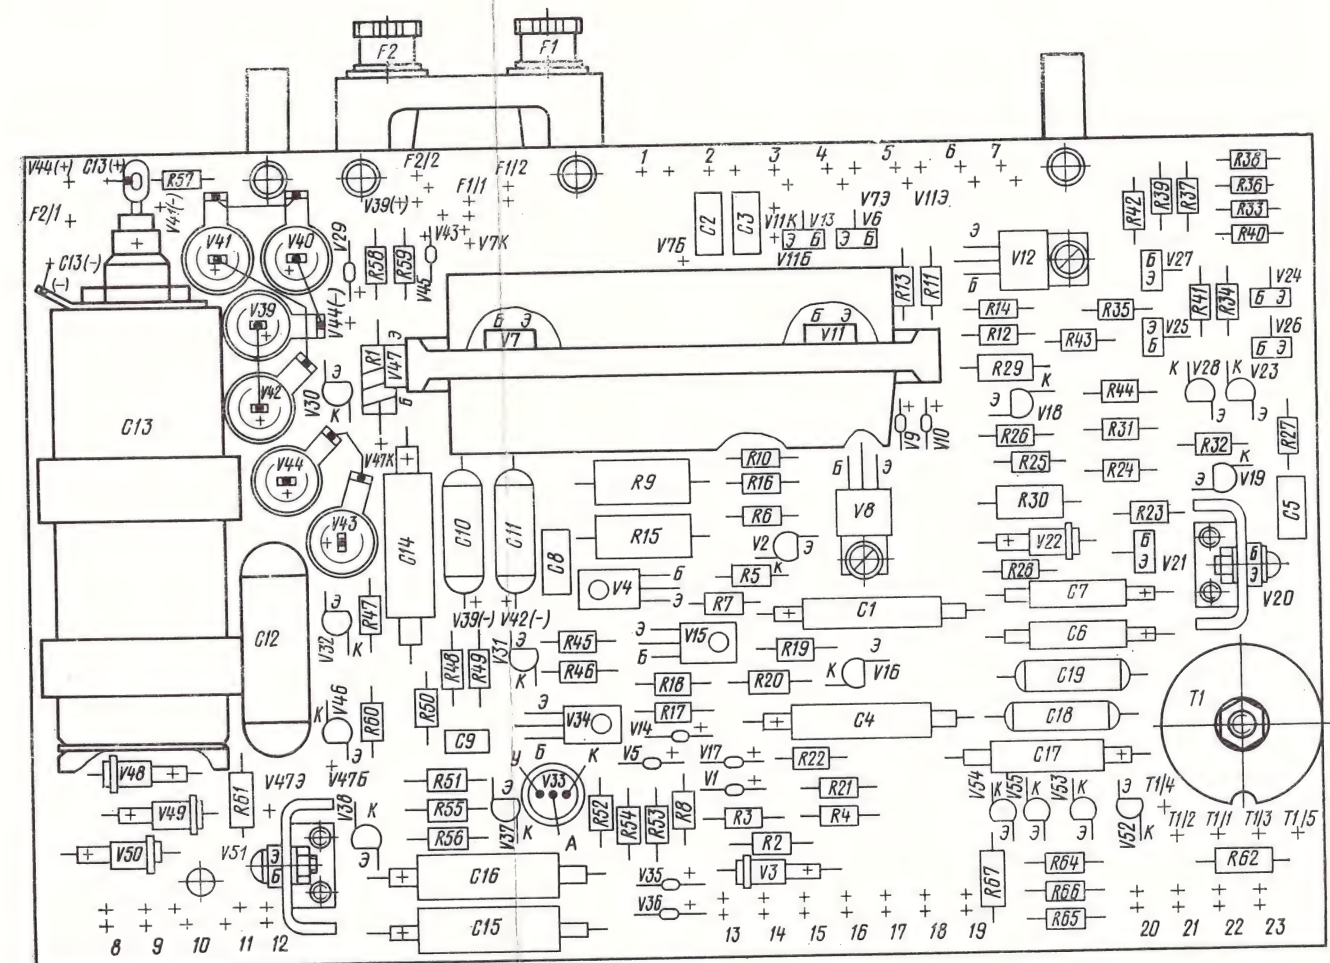 F2 F1
V44(+) C13(+) R57 F2/2 F1/2 1 2 3 4 5 6 7 R38
F1/1 R42 R39 R37 R36
F2/1 V41(-) V39(+) V7Э V11Э R33
V43 V7К C2 C3 V11К V13 V6 Э R40
V41 V40 V29 R58 R59 V7Б Э Б Э Б V12 Б V27
C13(-) V45 V11Б Б Э V24
(-) R13 R11 R41 R34 Б Э
V39 V44(-) R14 R35 Э V25 V26
Б Э Б Э R12 R43 Б Б Э
R1 V47 Э V7 V11 R29 К V28 К V23
V42 Э V30 К Б К R44 Э Э
C13 V9 V10 Э V18 R27
V47К R26 R31 R32
V44 R10 Б Э R25 R24 К V19
R9 R16 Э
V43 C14 C10 C11 R6 V8 R30 R23 C5
R15 V2 Э V22 Б V21
C8 К R28 Э Б
R5 Э
V4 Б Э R7 C1 C7 V20
C12 R47 V39(-) V42(-)
V32 К V31 Э R45 Э V15 R19 C6
R48 R49 К R46 Б К Э V16 C19
V46 К R60 R50 R18 R20 T1
Э V34 R17 C4 C18
V14
C9 Б К V5 V17 R22 C17
V48 R61 V47Э V47Б У V33 V54 V55 V53 Э T1/4
R51 Э V1 R21 К К К
V49 V38 К R55 R52 R54 R53 R8 R3 R4 T1/2 T1/1 T1/3 T1/5
V50 V51 Э R56 V37 К А R2 Э Э Э V52 К
Э Б C16 V35 V3 R67 R64 R62
V36 R66
8 9 10 11 12 C15 13 14 15 16 17 18 19 R65 20 21 22 23